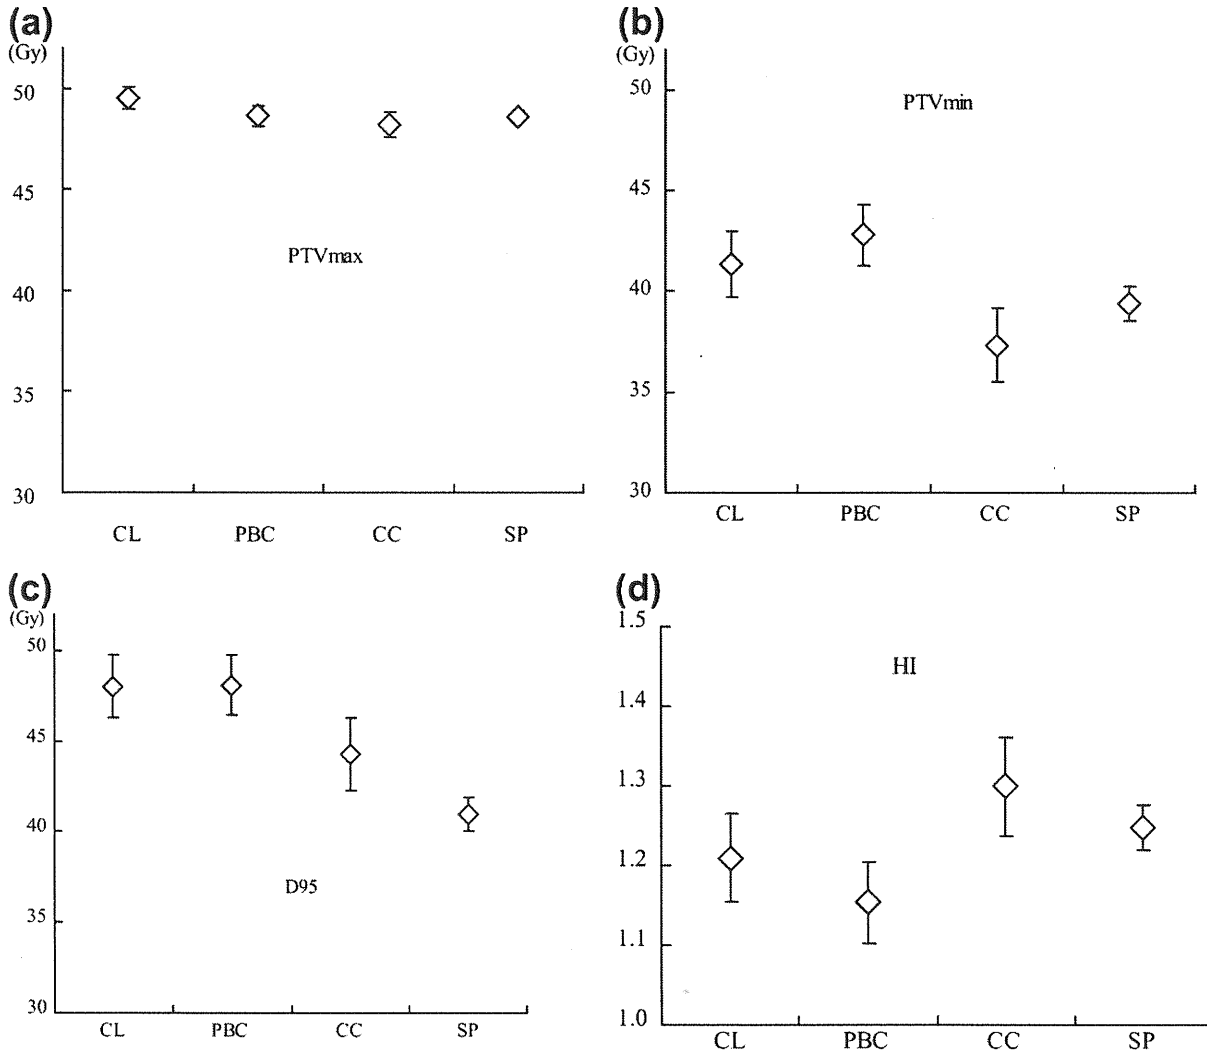 (a)
(Gy)
50
45
PTVmax
40
35
30
CL PBC CC SP
(b)
(Gy)
50
PTVmin
45
40
35
30
CL PBC CC SP
(c)
(Gy)
50
45
40
D95
35
30
CL PBC CC SP
(d)
1.5
HI
1.4
1.3
1.2
1.1
1.0
CL PBC CC SP